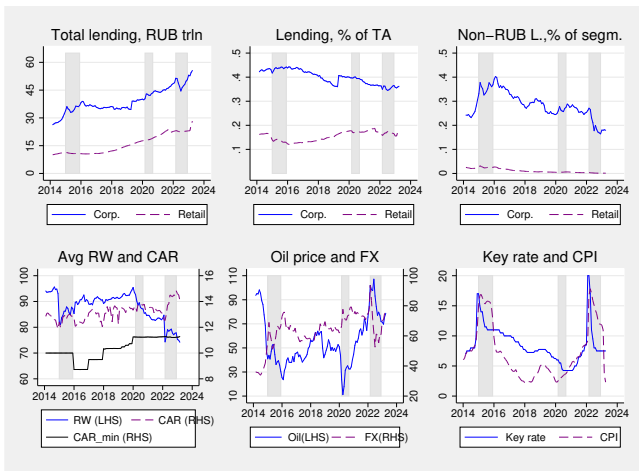 Total lending, RUB trln
60
45
30
15
0
2014 2016 2018 2020 2022 2024
Corp. Retail
Lending, % of TA
.5
.4
.3
.2
.1
2014 2016 2018 2020 2022 2024
Corp. Retail
Non-RUB L.,% of segm.
.5
.4
.3
.2
.1
0
2014 2016 2018 2020 2022 2024
Corp. Retail
Avg RW and CAR
100
90
80
70
60
16
14
12
10
8
2014 2016 2018 2020 2022 2024
RW (LHS) CAR (RHS)
CAR_min (RHS)
Oil price and FX
110
90
70
50
30
10
100
80
60
40
20
2014 2016 2018 2020 2022 2024
Oil(LHS) FX(RHS)
Key rate and CPI
20
15
10
5
0
2014 2016 2018 2020 2022 2024
Key rate CPI